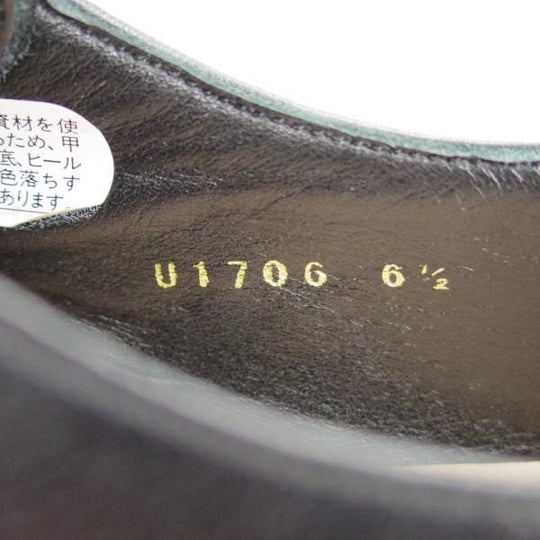 資材を使
るため、甲
底、ヒール
色落ちす
あります。
U1706 6½